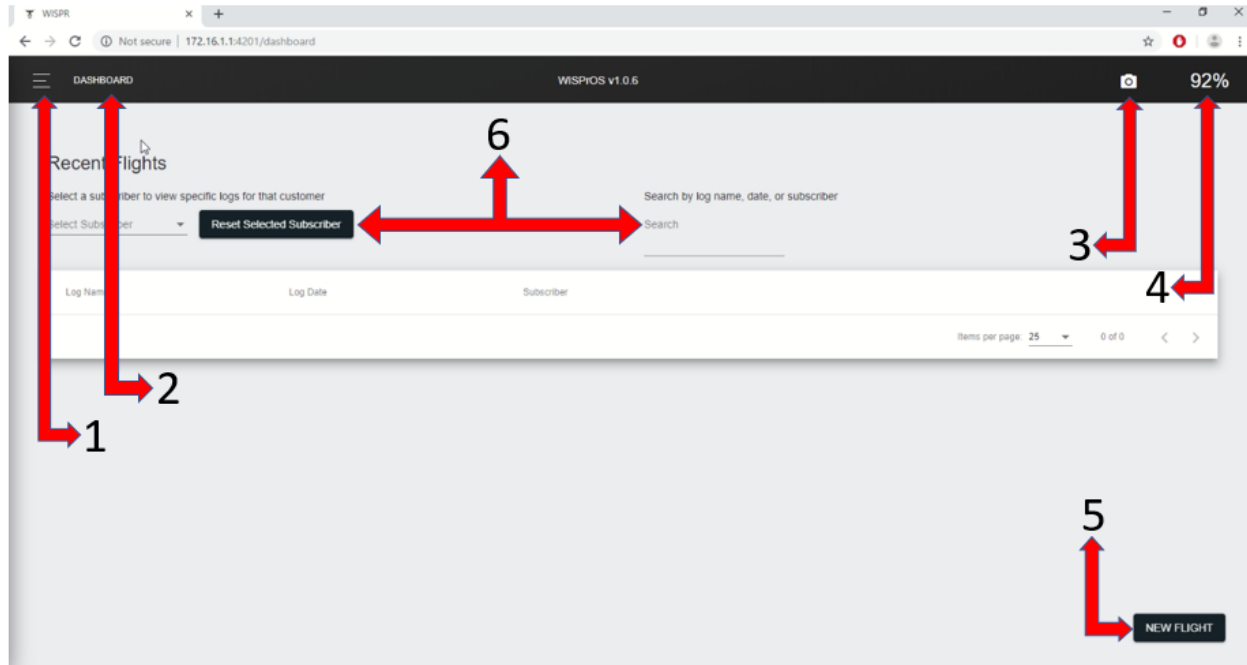 WISPR
Not secure | 172.16.1.1:4201/dashboard
DASHBOARD WISPrOS v1.0.6 92%
6
Recent Flights
Select a subscriber to view specific logs for that customer Search by log name, date, or subscriber
Select Subscriber Reset Selected Subscriber Search
3
4
Log Name Log Date Subscriber
Items per page: 25 0 of 0
2
1
5
NEW FLIGHT